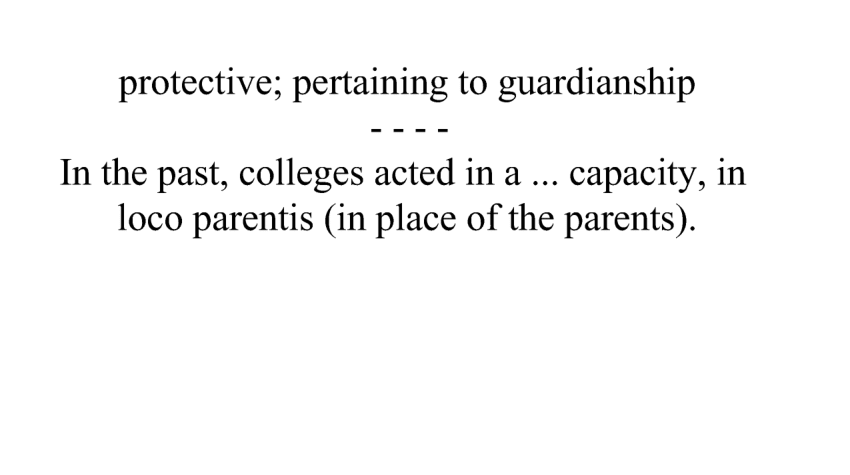 protective; pertaining to guardianship
- - - -
In the past, colleges acted in a ... capacity, in
loco parentis (in place of the parents).